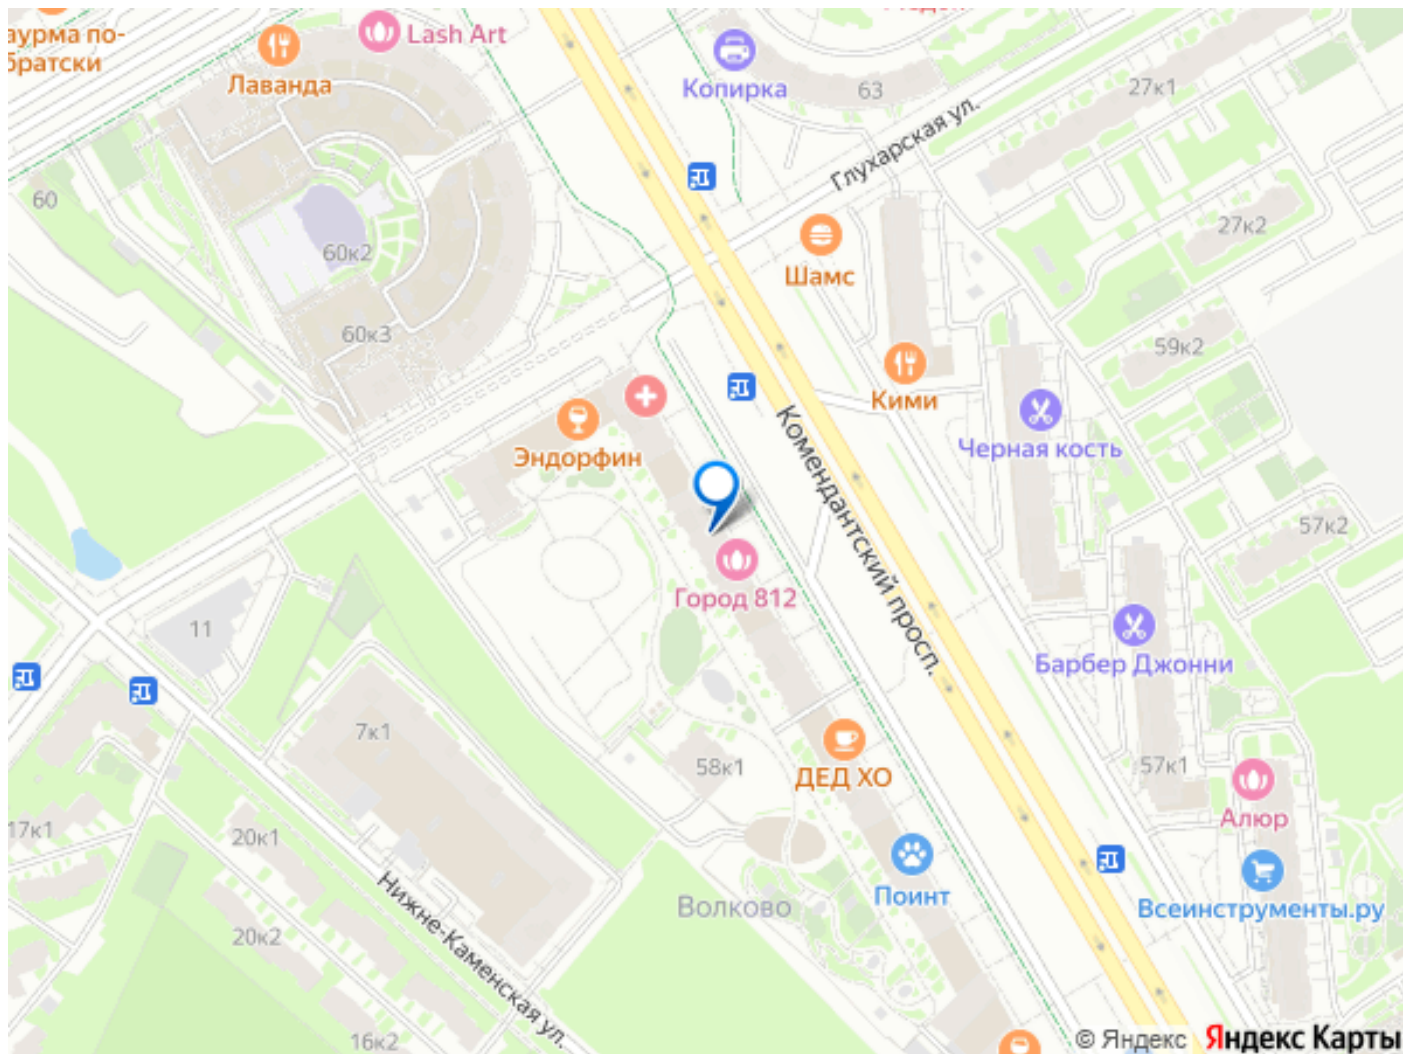 аурма по-
братски
Lash Art
Лаванда
Копирка
63
27к1
Глухарская ул.
60
60к2
27к2
Шамс
60к3
59к2
Кими
Черная кость
Эндорфин
Комендантский просп.
57к2
Город 812
11
Барбер Джонни
7к1
58к1
ДЕД ХО
57к1
Алюр
17к1
20к1
Нижне-Каменская ул.
Поинт
Волково
Всеинструменты.ру
20к2
16к2
© Яндекс
Яндекс Карты